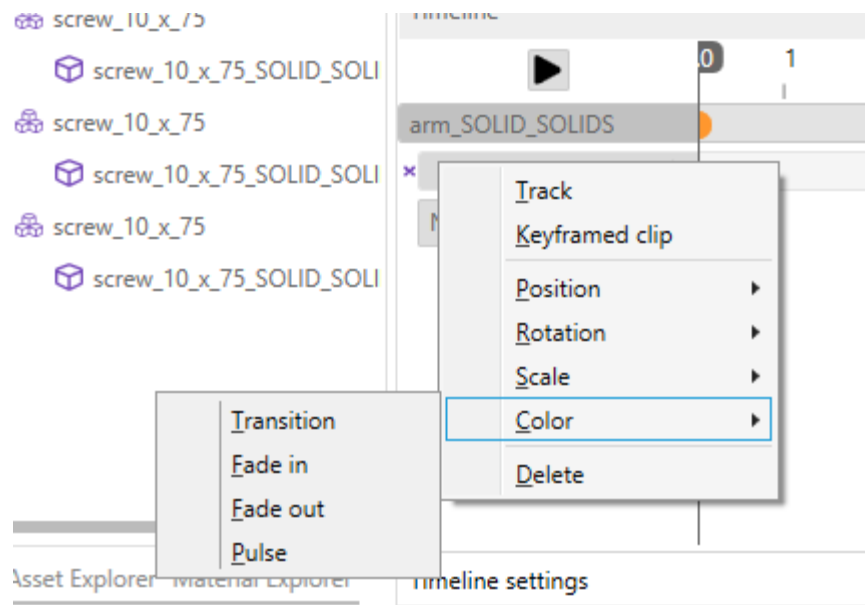 screw_10_x_75
Timeline
screw_10_x_75_SOLID_SOLI
.0
1
screw_10_x_75
arm_SOLID_SOLIDS
screw_10_x_75_SOLID_SOLI
screw_10_x_75
screw_10_x_75_SOLID_SOLI
Track
Keyframed clip
Position
Rotation
Scale
Color
Delete
Transition
Fade in
Fade out
Pulse
Asset Explorer Material Explorer
Timeline settings